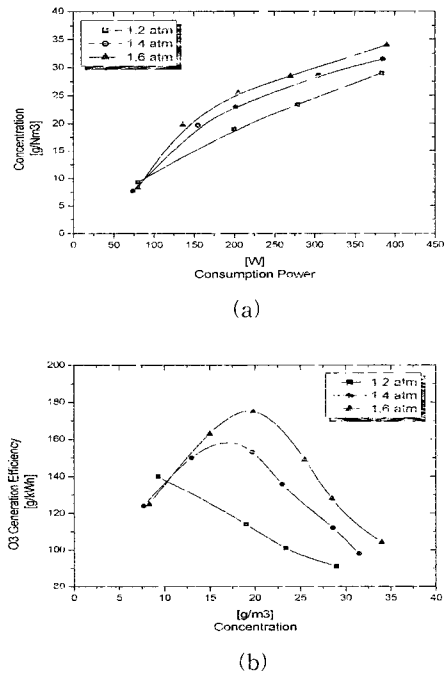 40
35
30
25
20
15
10
5
0
Concentration
[g/Nm3]
1,2 atm
1,4 atm
1,6 atm
0 50 100 150 200 250 300 350 400 450
[W]
Consumption Power
(a)
200
180
160
140
120
100
80
O3 Generation Efficiency
[g/kWh]
1,2 atm
1,4 atm
1,6 atm
0 5 10 15 20 25 30 35 40
[g/m3]
Concentration
(b)